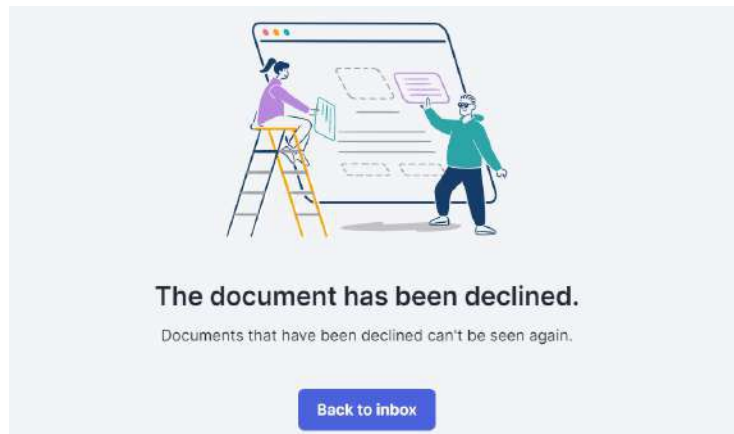 The document has been declined.
Documents that have been declined can't be seen again.
Back to inbox